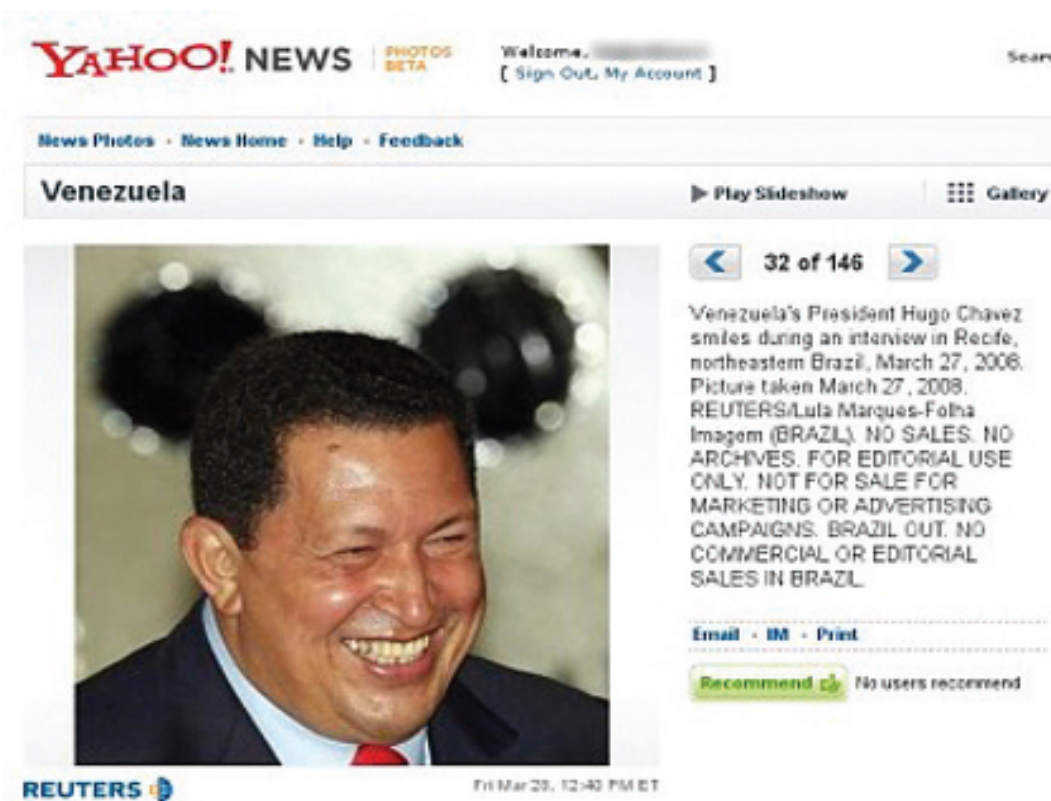 YAHOO! NEWS
PHOTOS
BETA
Welcome,
[ Sign Out, My Account ]
Sear
News Photos - News Home - Help - Feedback
Venezuela
Play Slideshow
Gallery
32 of 146
Venezuela's President Hugo Chavez
smiles during an interview in Recife,
northeastern Brazil, March 27, 2008.
Picture taken March 27, 2008.
REUTERS/Lula Marques-Folha
Imagem (BRAZIL). NO SALES. NO
ARCHIVES. FOR EDITORIAL USE
ONLY. NOT FOR SALE FOR
MARKETING OR ADVERTISING
CAMPAIGNS. BRAZIL OUT. NO
COMMERCIAL OR EDITORIAL
SALES IN BRAZIL.
Email - IM - Print
Recommend
No users recommend
REUTERS
Fri Mar 28, 12:40 PM ET